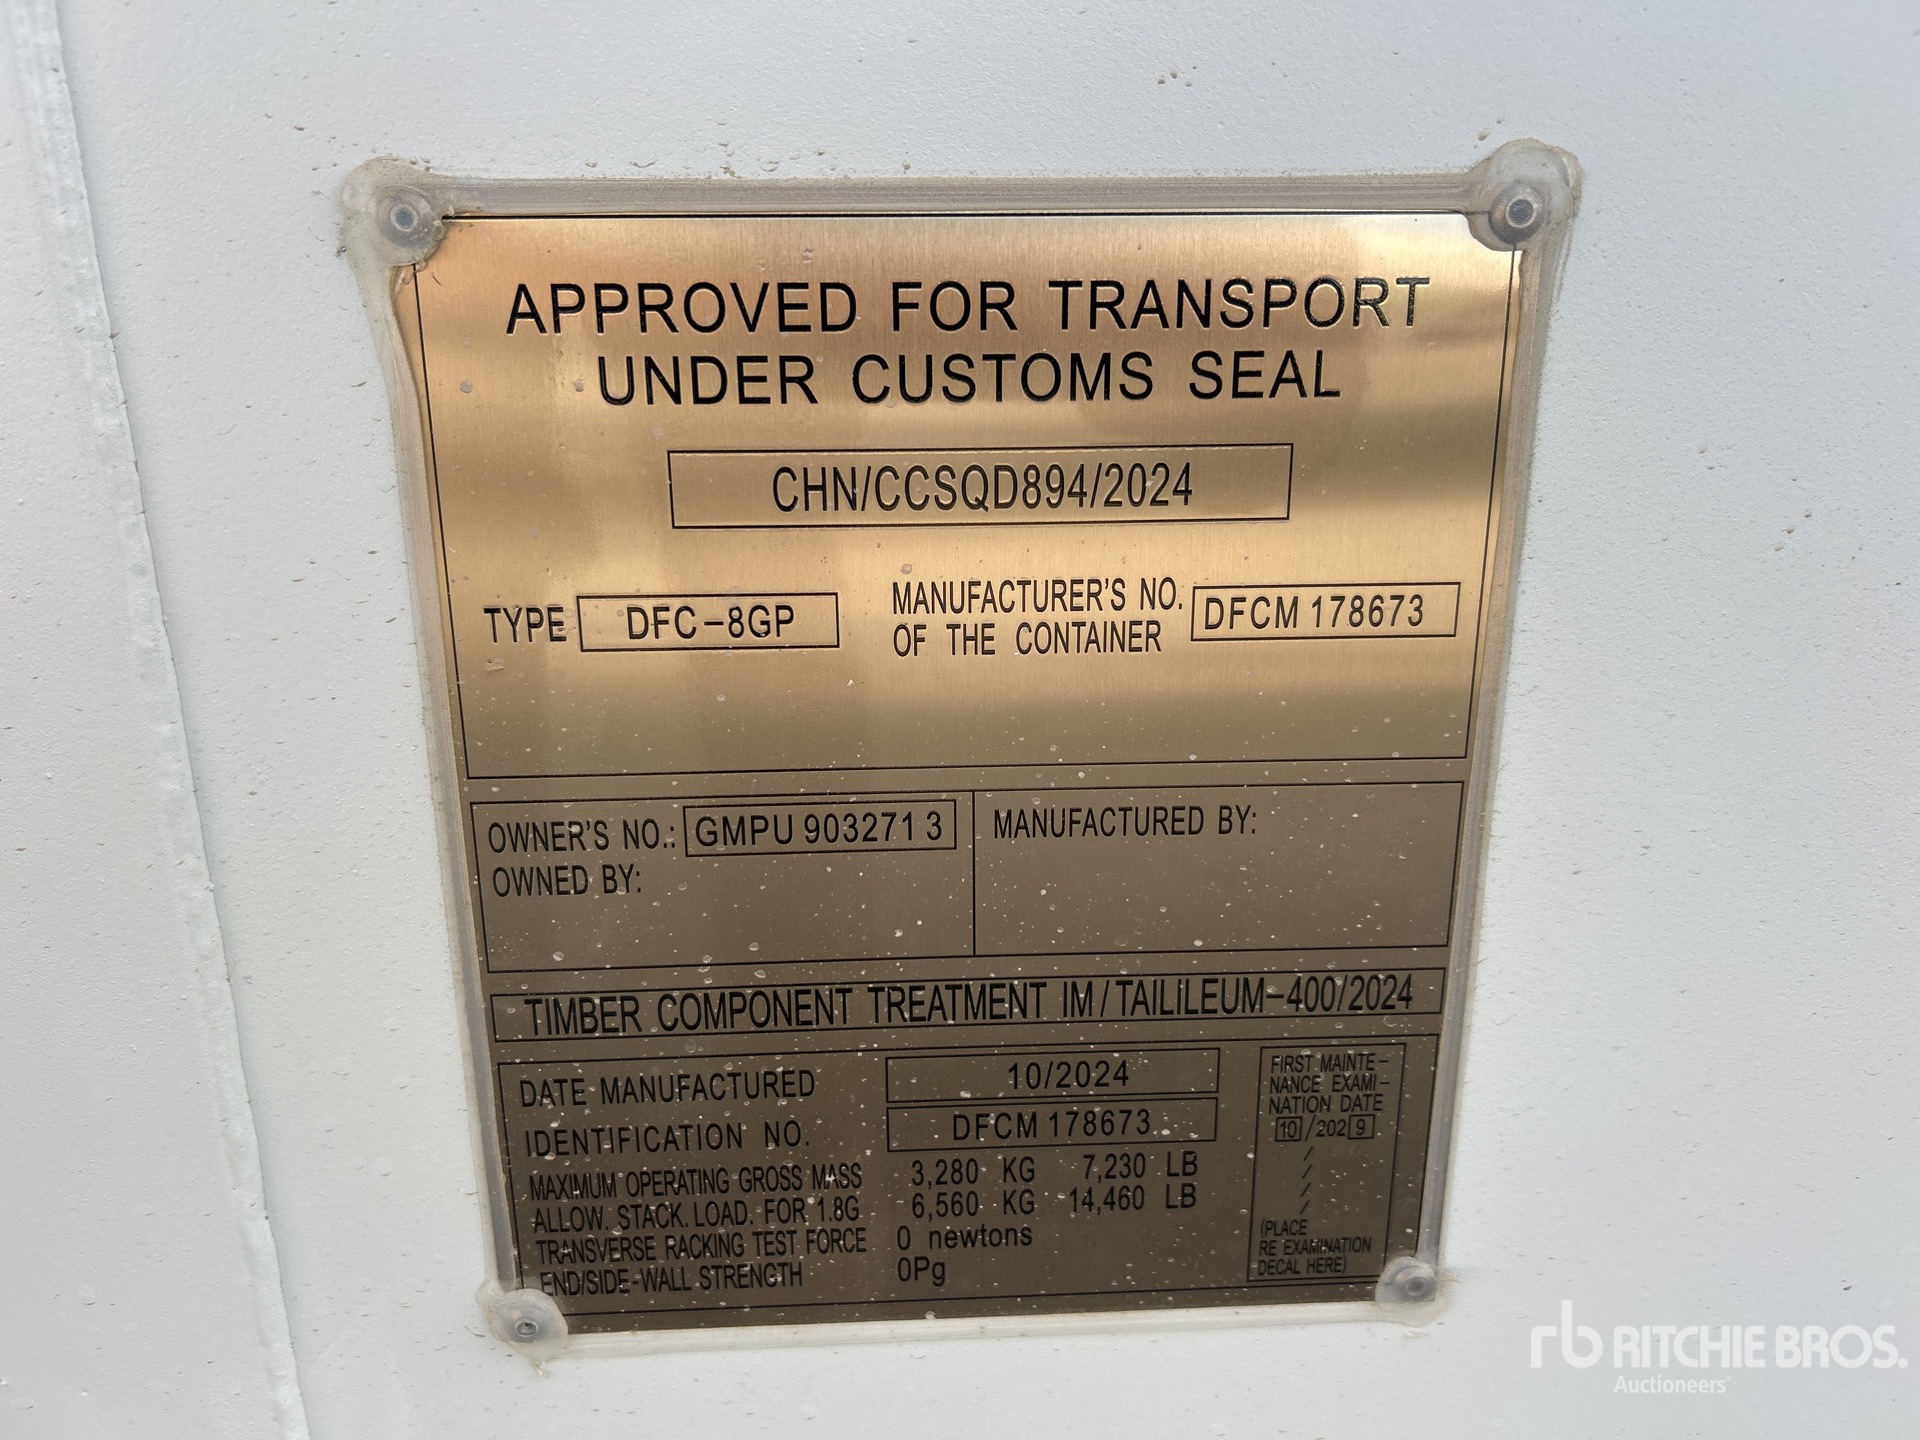 APPROVED FOR TRANSPORT
UNDER CUSTOMS SEAL
CHN/CCSQD894/2024
TYPE DFC-8GP
MANUFACTURER'S NO.
OF THE CONTAINER
DFCM 178673
OWNER'S NO.: GMPU 903271 3
OWNED BY:
MANUFACTURED BY:
TIMBER COMPONENT TREATMENT IM/TAILILEUM-400/2024
DATE MANUFACTURED 10/2024
IDENTIFICATION NO. DFCM 178673
MAXIMUM OPERATING GROSS MASS 3,280 KG 7,230 LB
ALLOW. STACK. LOAD. FOR 1.8G 6,560 KG 14,460 LB
TRANSVERSE RACKING TEST FORCE 0 newtons
END/SIDE-WALL STRENGTH 0Pg
FIRST MAINTE-
NANCE EXAMI-
NATION DATE
10/2029
/
/
/
/
(PLACE
RE EXAMINATION
DECAL HERE)
rb RITCHIE BROS.
Auctioneers